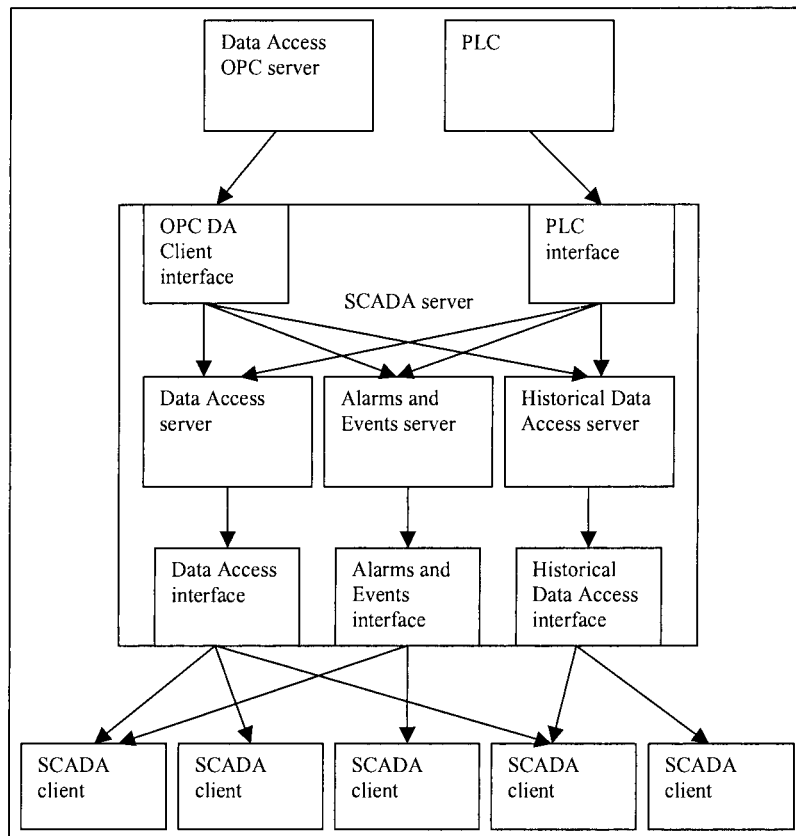 Data Access
OPC server
PLC
OPC DA
Client
interface
PLC
interface
SCADA server
Data Access
server
Alarms and
Events server
Historical Data
Access server
Data Access
interface
Alarms and
Events
interface
Historical
Data Access
interface
SCADA
client
SCADA
client
SCADA
client
SCADA
client
SCADA
client